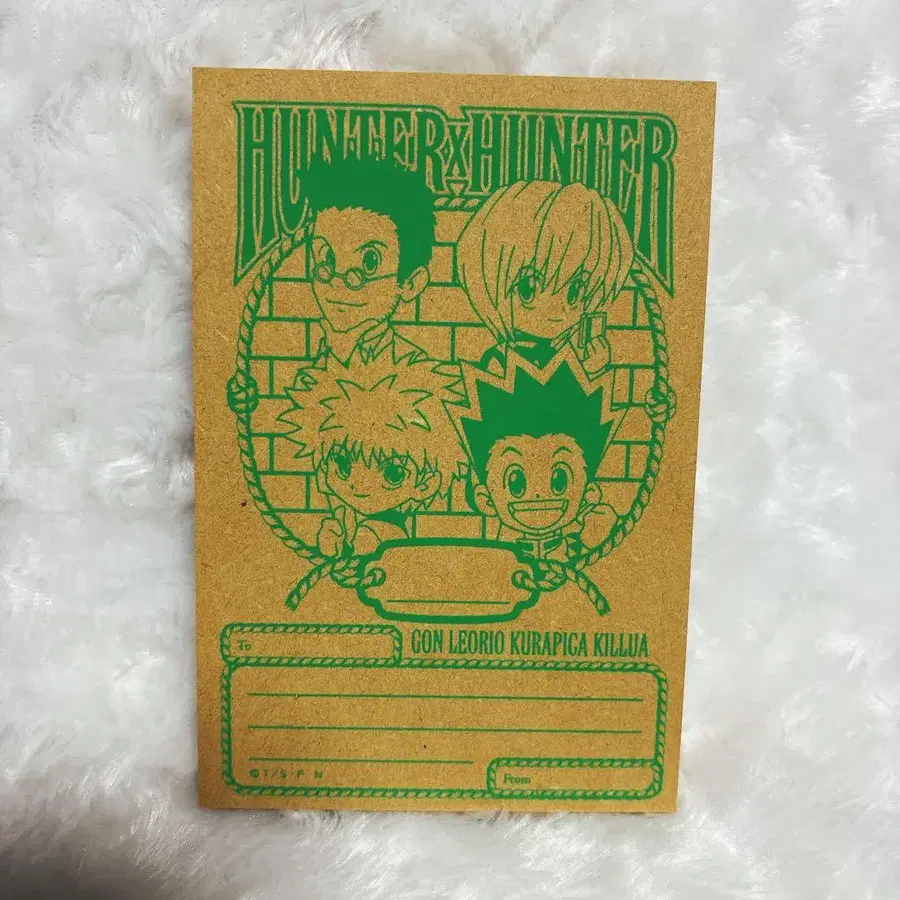 HUNTER X HUNTER
To
GON LEORIO KURAPICA KILLUA
©T/S・P N
From